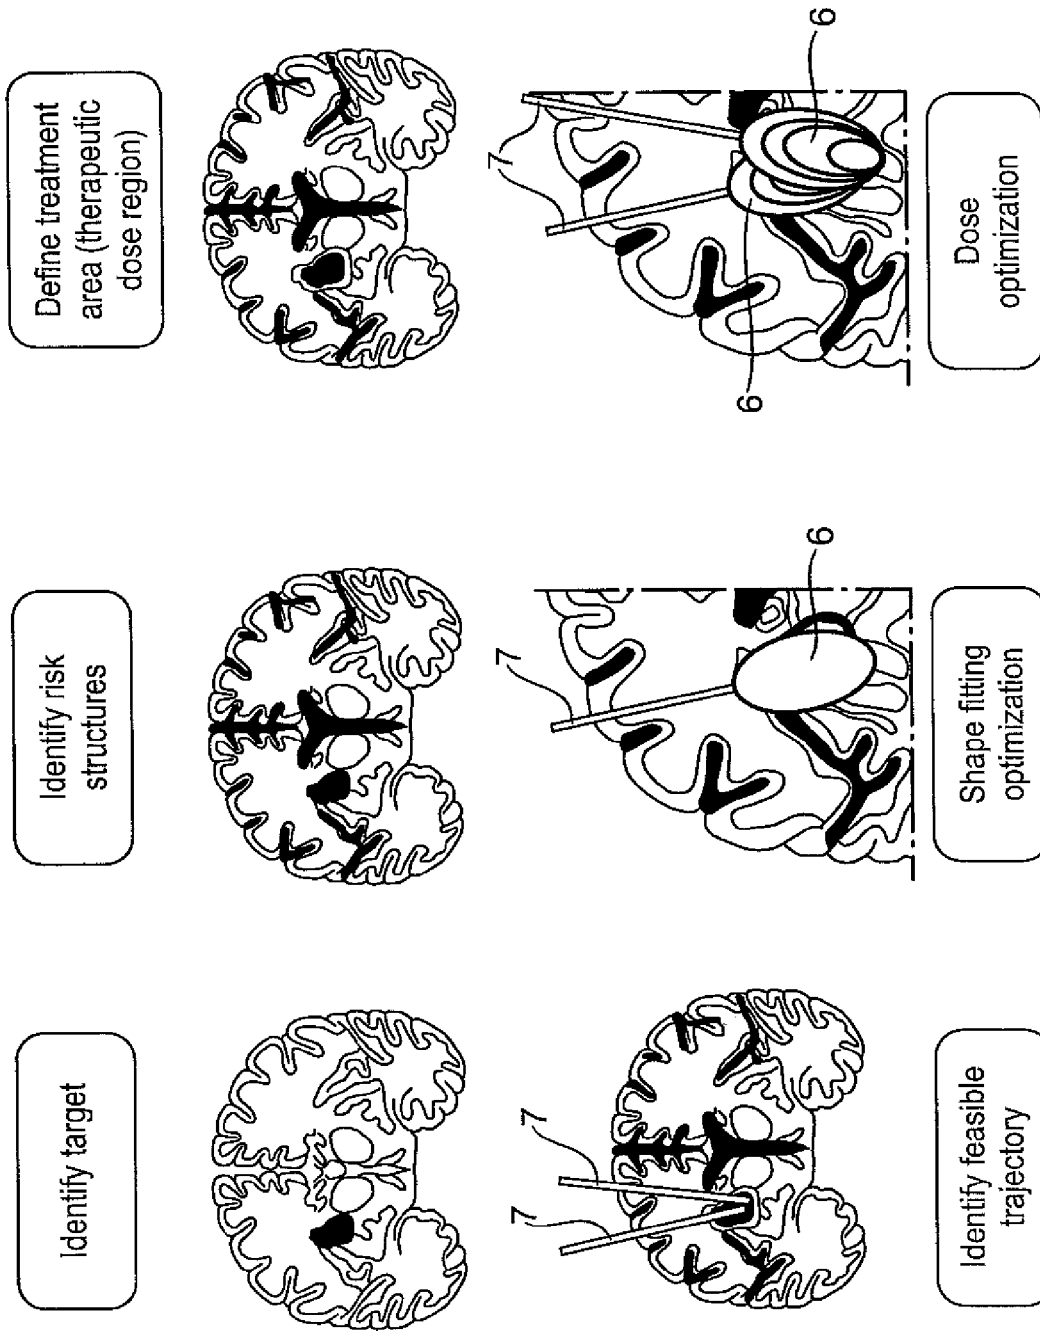 Identify target
Identify risk
structures
Define treatment
area (therapeutic
dose region)
7
7
7
6
7
6
6
Identify feasible
trajectory
Shape fitting
optimization
Dose
optimization